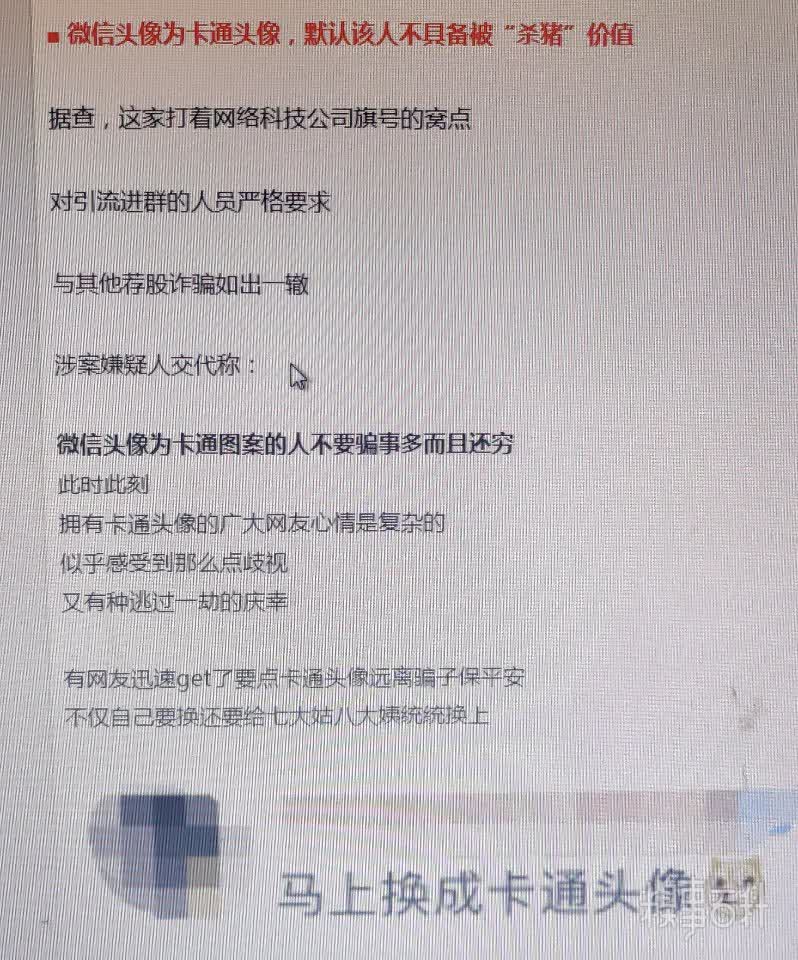 ▪ 微信头像为卡通头像，默认该人不具备被“杀猪”价值
据查，这家打着网络科技公司旗号的窝点
对引流进群的人员严格要求
与其他荐股诈骗如出一辙
涉案嫌疑人交代称：
微信头像为卡通图案的人不要骗事多而且还穷
此时此刻
拥有卡通头像的广大网友心情是复杂的
似乎感受到那么点歧视
又有种逃过一劫的庆幸
有网友迅速get了要点卡通头像远离骗子保平安
不仅自己要换还要给七大姑八大姨统统换上
马上换成卡通头像
糗事百科